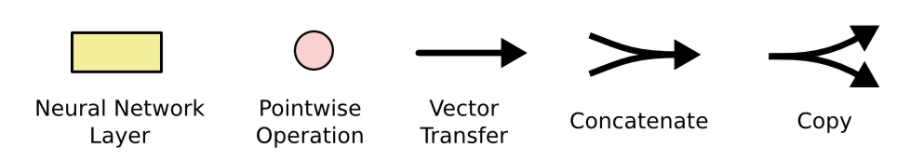 Neural Network
Layer
Pointwise
Operation
Vector
Transfer
Concatenate
Copy